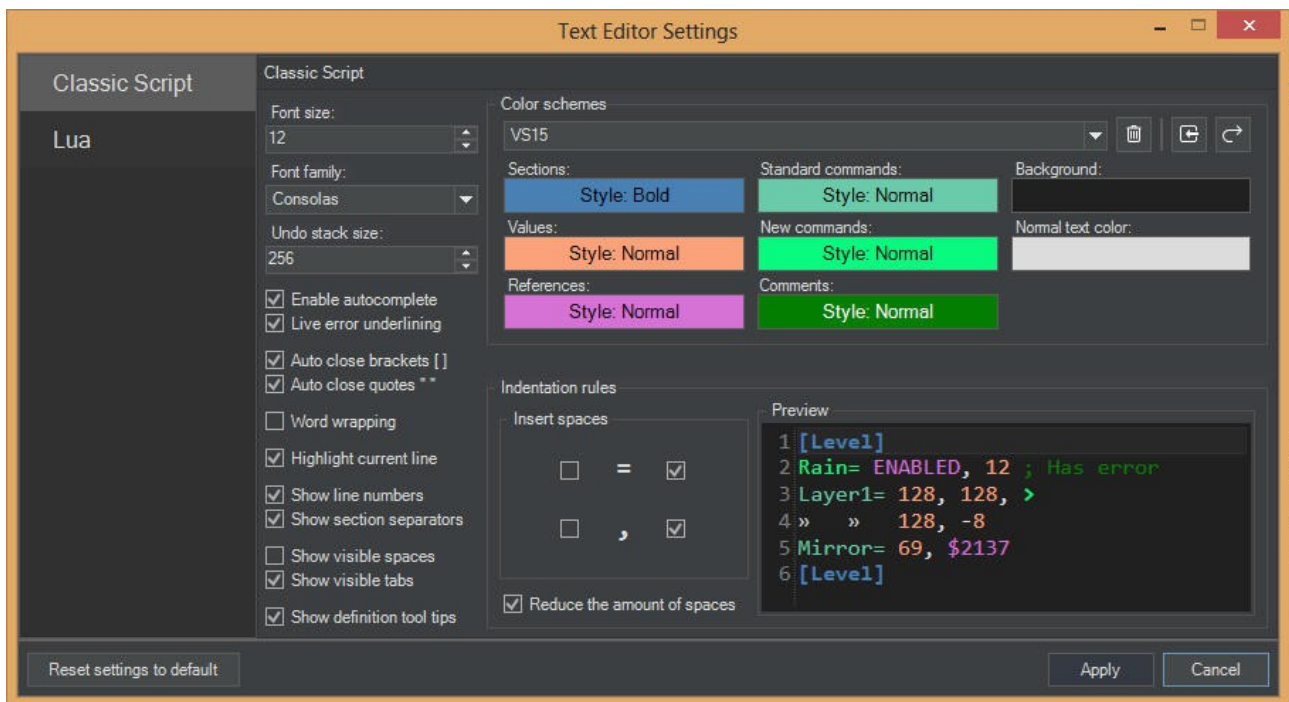 Text Editor Settings
Classic Script
Lua
Classic Script
Font size:
12
Font family:
Consolas
Undo stack size:
256
Enable autocomplete
Live error underlining
Auto close brackets [ ]
Auto close quotes " "
Word wrapping
Highlight current line
Show line numbers
Show section separators
Show visible spaces
Show visible tabs
Show definition tool tips
Color schemes
VS15
Sections:
Style: Bold
Standard commands:
Style: Normal
Background:
Values:
Style: Normal
New commands:
Style: Normal
Normal text color:
References:
Style: Normal
Comments:
Style: Normal
Indentation rules
Insert spaces
=
,
Reduce the amount of spaces
Preview
1 [Level]
2 Rain= ENABLED, 12 ; Has error
3 Layer1= 128, 128, >
4 » » 128, -8
5 Mirror= 69, $2137
6 [Level]
Reset settings to default
Apply
Cancel